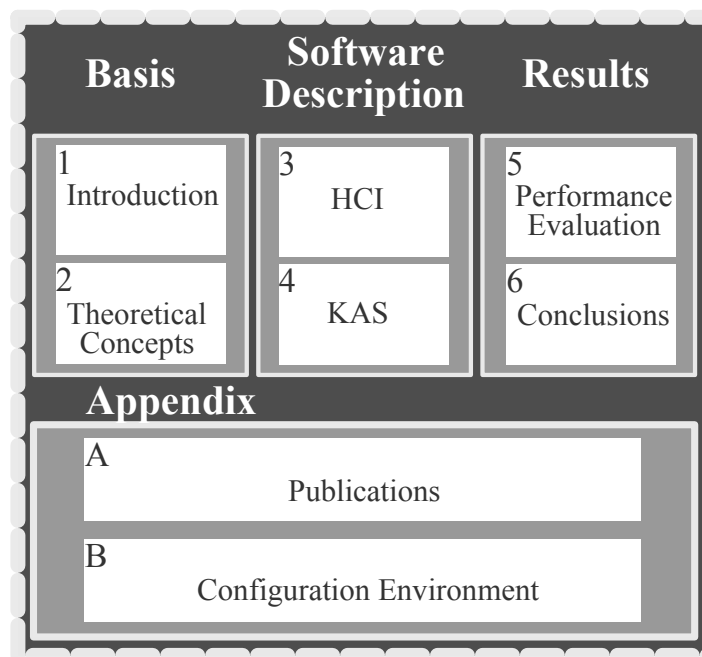 Basis
Software
Description
Results
1
Introduction
2
Theoretical
Concepts
3
HCI
4
KAS
5
Performance
Evaluation
6
Conclusions
Appendix
A
Publications
B
Configuration Environment